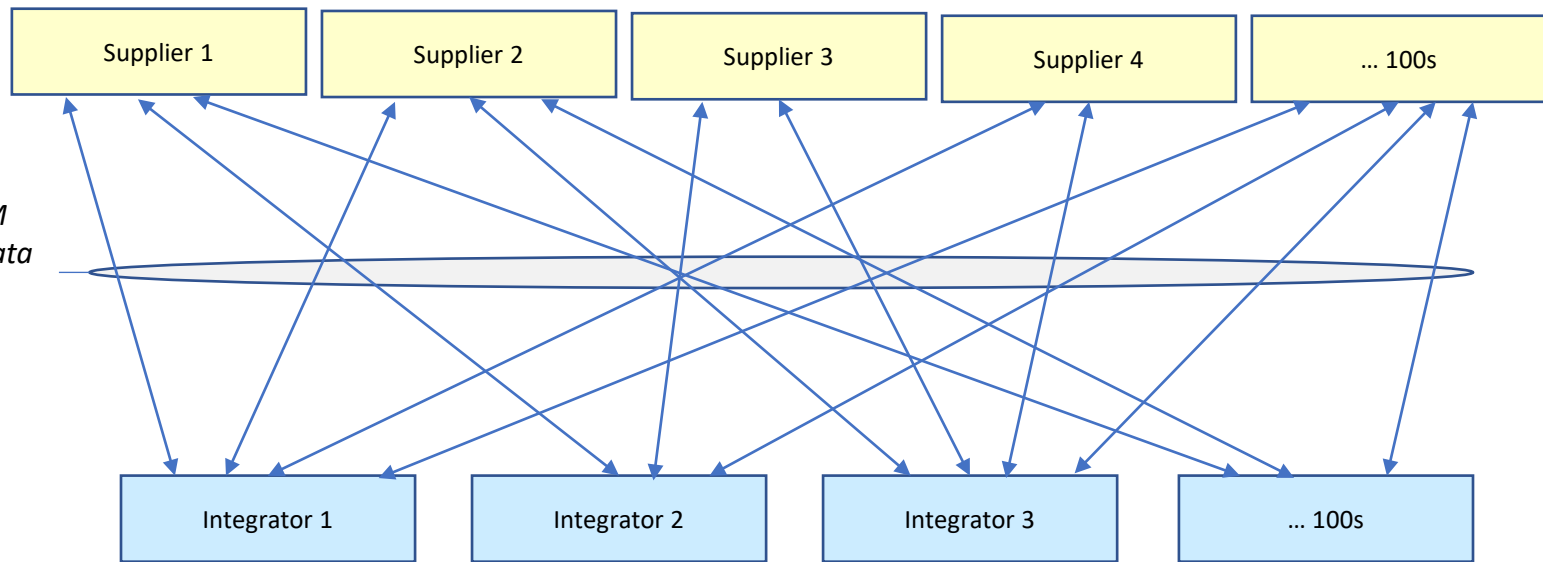 Supplier 1
Supplier 2
Supplier 3
Supplier 4
... 100s
Integrator 1
Integrator 2
Integrator 3
... 100s